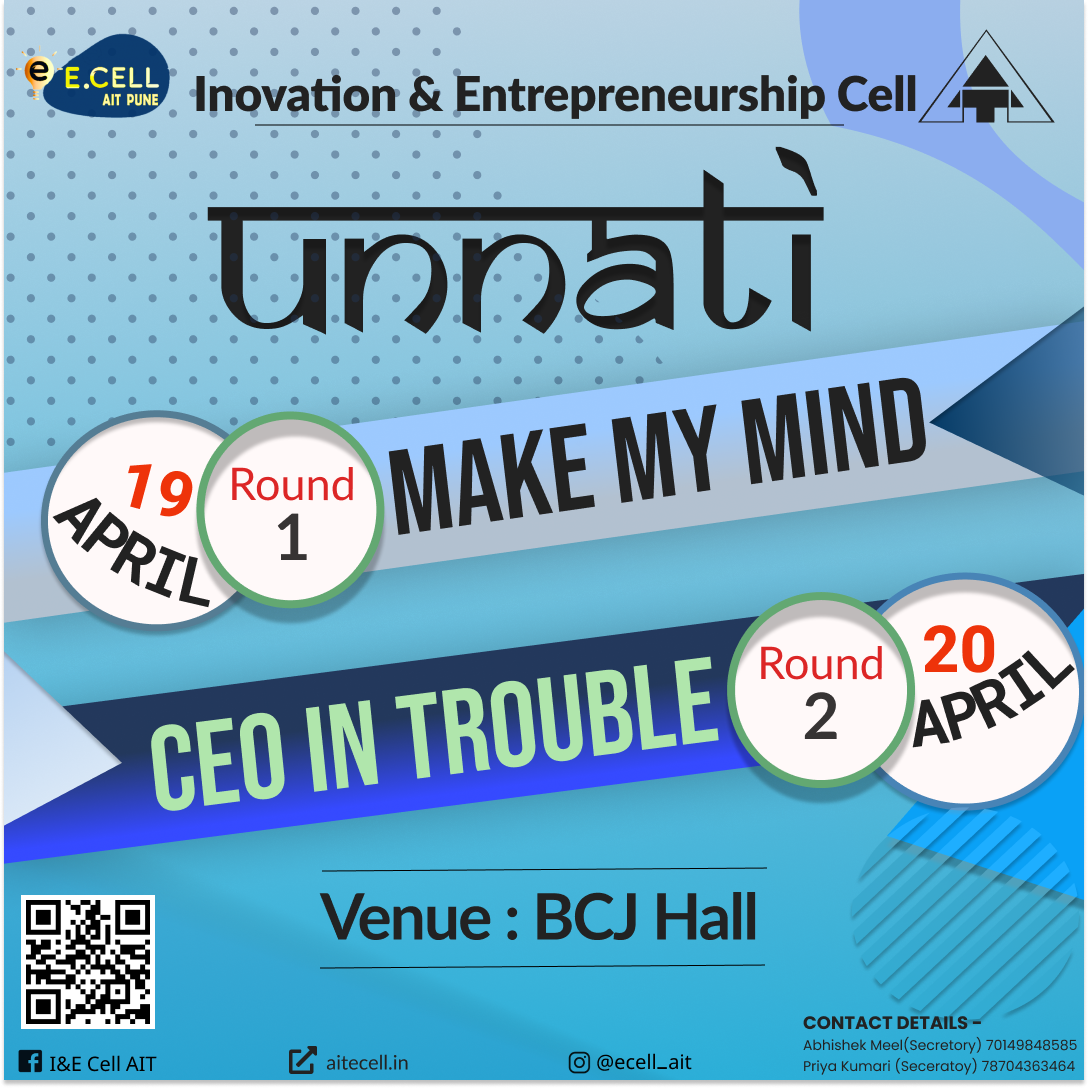 e E.CELL
AIT PUNE
Inovation & Entrepreneurship Cell
unnati
19
APRIL
Round
1
MAKE MY MIND
CEO IN TROUBLE
Round
2
20
APRIL
Venue : BCJ Hall
CONTACT DETAILS -
Abhishek Meel(Secretory) 70149848585
Priya Kumari (Seceratoy) 78704363464
I&E Cell AIT
aitecell.in
@ecell_ait